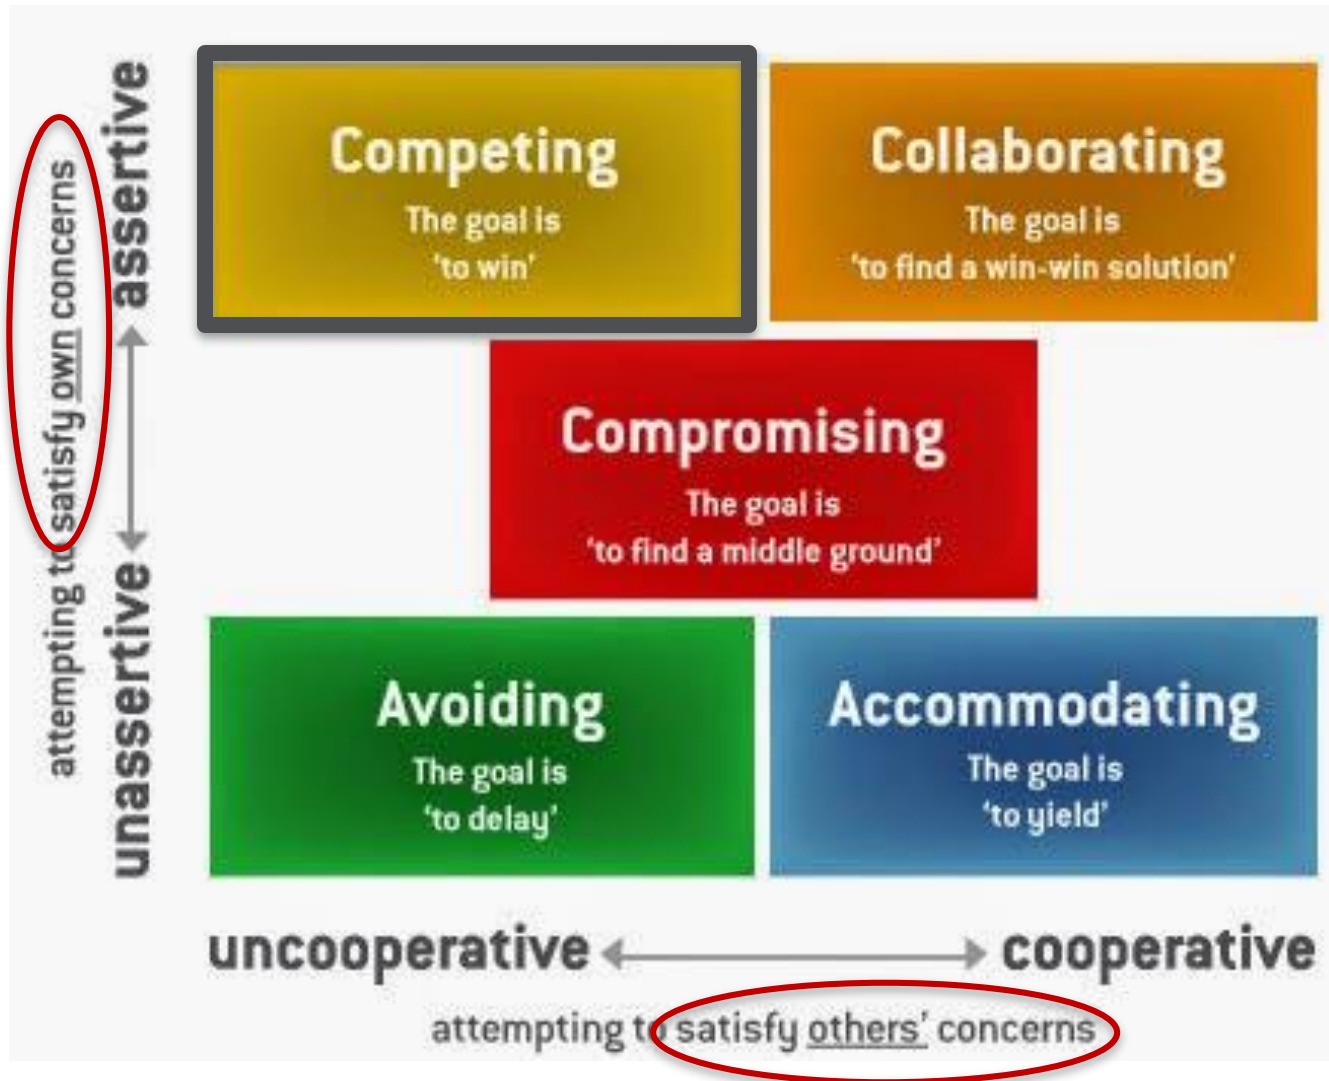 attempting to satisfy own concerns
unassertive
assertive
Competing
The goal is
‘to win’
Collaborating
The goal is
‘to find a win-win solution’
Compromising
The goal is
‘to find a middle ground’
Avoiding
The goal is
‘to delay’
Accommodating
The goal is
‘to yield’
uncooperative
cooperative
attempting to satisfy others’ concerns